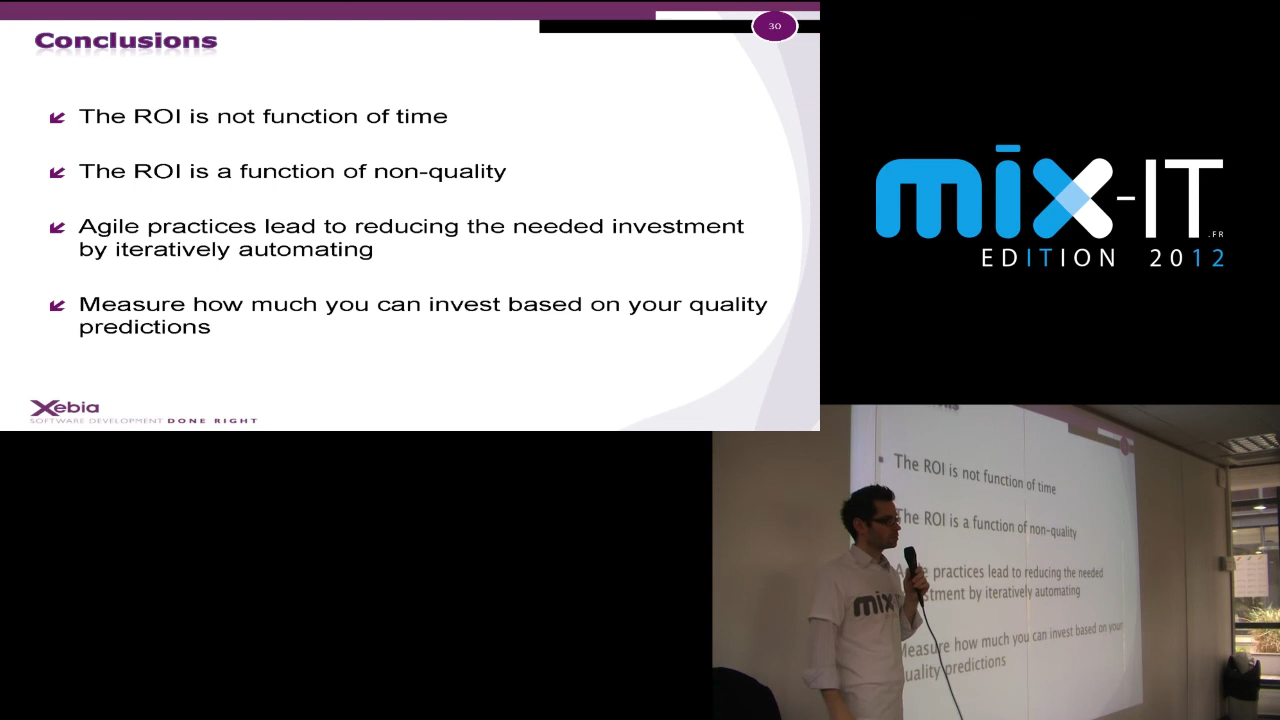 30
Conclusions
The ROI is not function of time
The ROI is a function of non-quality
Agile practices lead to reducing the needed investment
by iteratively automating
Measure how much you can invest based on your quality
predictions
Xebia
SOFTWARE DEVELOPMENT DONE RIGHT
mix-IT
.FR
EDITION 2012
The ROI is not function of time
The ROI is a function of non-quality
practices lead to reducing the needed
by iteratively automating
Measure how much you can invest based on your
quality predictions
mix